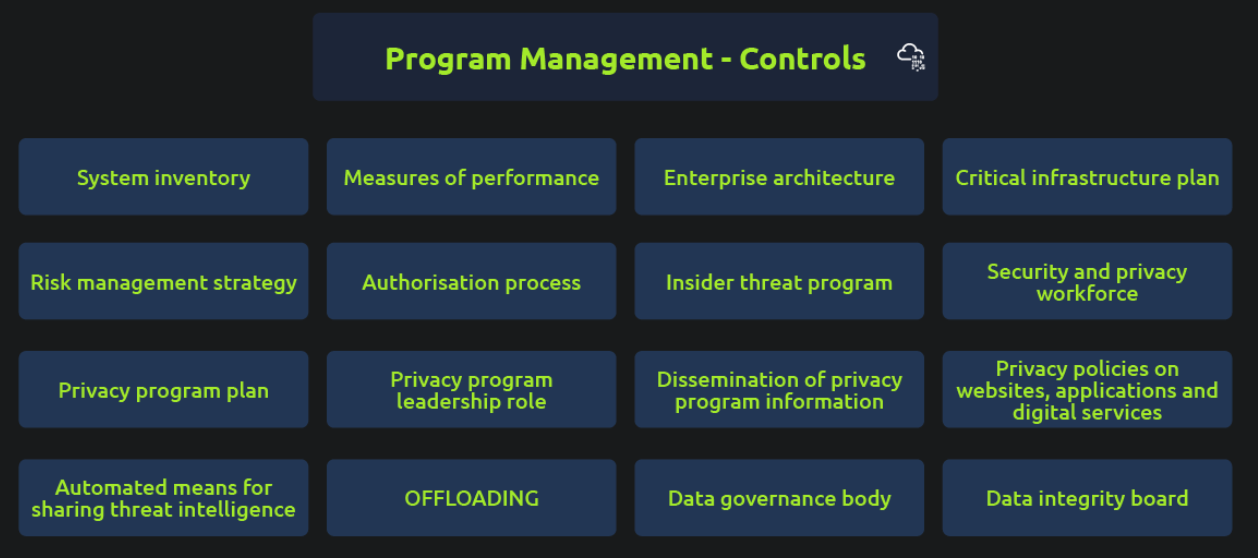 Program Management - Controls
System inventory
Measures of performance
Enterprise architecture
Critical infrastructure plan
Risk management strategy
Authorisation process
Insider threat program
Security and privacy
workforce
Privacy program plan
Privacy program
leadership role
Dissemination of privacy
program information
Privacy policies on
websites, applications and
digital services
Automated means for
sharing threat intelligence
OFFLOADING
Data governance body
Data integrity board